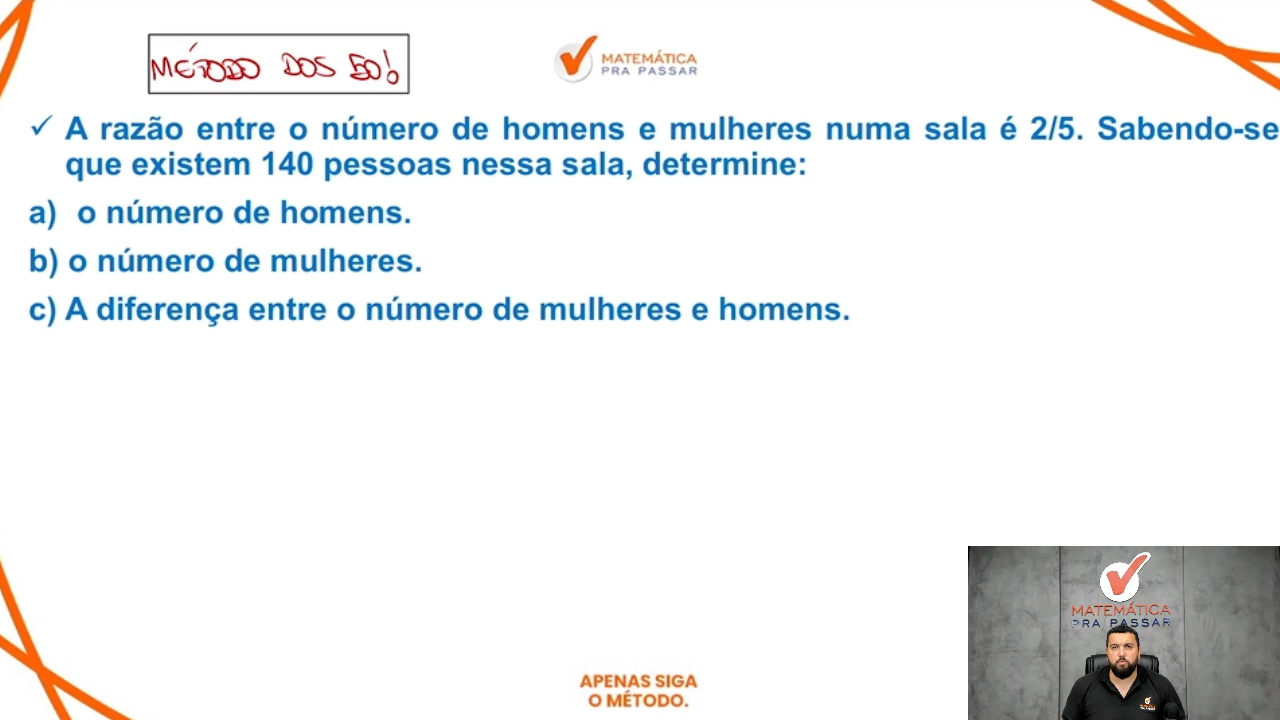 MÉTODO DOS 50!
MATEMÁTICA
PRA PASSAR
✓ A razão entre o número de homens e mulheres numa sala é 2/5. Sabendo-se
que existem 140 pessoas nessa sala, determine:
a) o número de homens.
b) o número de mulheres.
c) A diferença entre o número de mulheres e homens.
MATEMÁTICA
PRA PASSAR
APENAS SIGA
O MÉTODO.